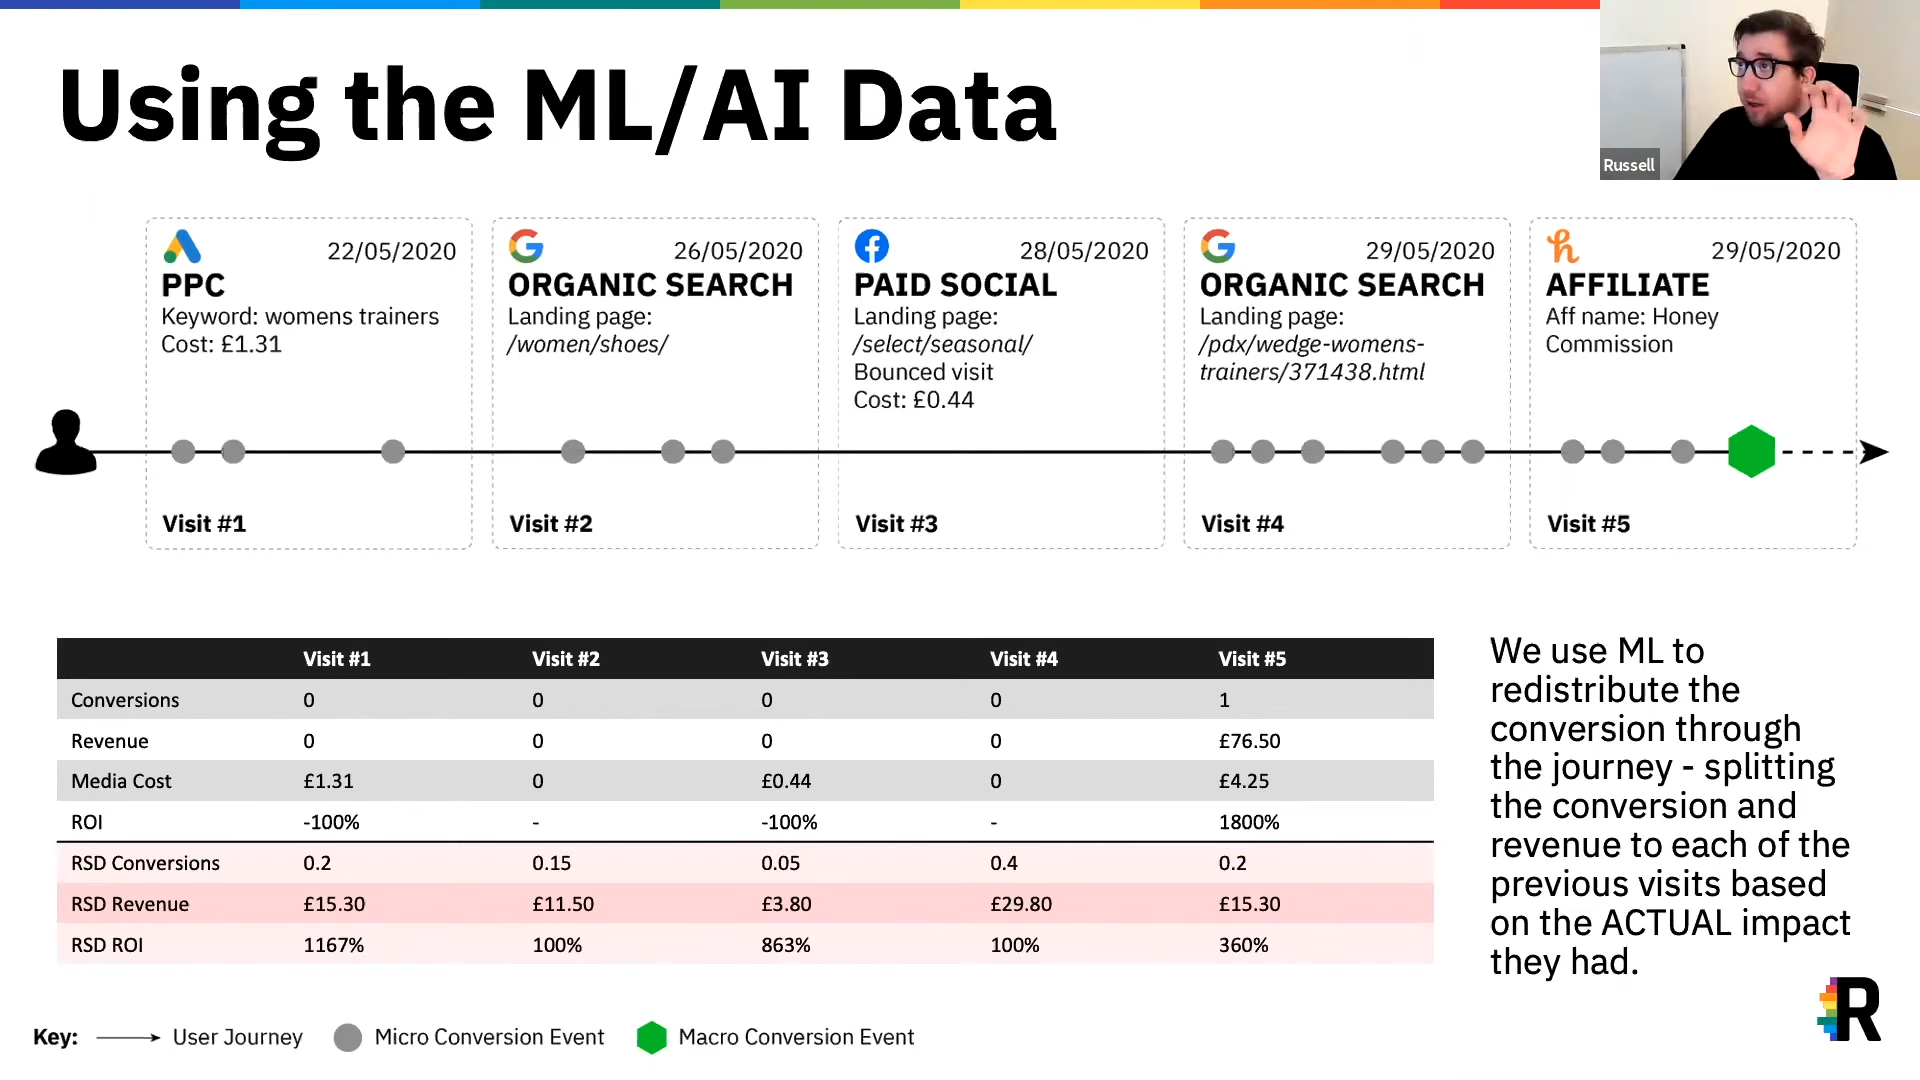 Using the ML/AI Data
Russell
22/05/2020
PPC
Keyword: womens trainers
Cost: £1.31
Visit #1
26/05/2020
ORGANIC SEARCH
Landing page:
/women/shoes/
Visit #2
28/05/2020
PAID SOCIAL
Landing page:
/select/seasonal/
Bounced visit
Cost: £0.44
Visit #3
29/05/2020
ORGANIC SEARCH
Landing page:
/pdx/wedge-womens-
trainers/371438.html
Visit #4
29/05/2020
AFFILIATE
Aff name: Honey
Commission
Visit #5
Visit #1 Visit #2 Visit #3 Visit #4 Visit #5
Conversions 0 0 0 0 1
Revenue 0 0 0 0 £76.50
Media Cost £1.31 0 £0.44 0 £4.25
ROI -100% - -100% - 1800%
RSD Conversions 0.2 0.15 0.05 0.4 0.2
RSD Revenue £15.30 £11.50 £3.80 £29.80 £15.30
RSD ROI 1167% 100% 863% 100% 360%
We use ML to
redistribute the
conversion through
the journey - splitting
the conversion and
revenue to each of the
previous visits based
on the ACTUAL impact
they had.
R
Key: User Journey Micro Conversion Event Macro Conversion Event